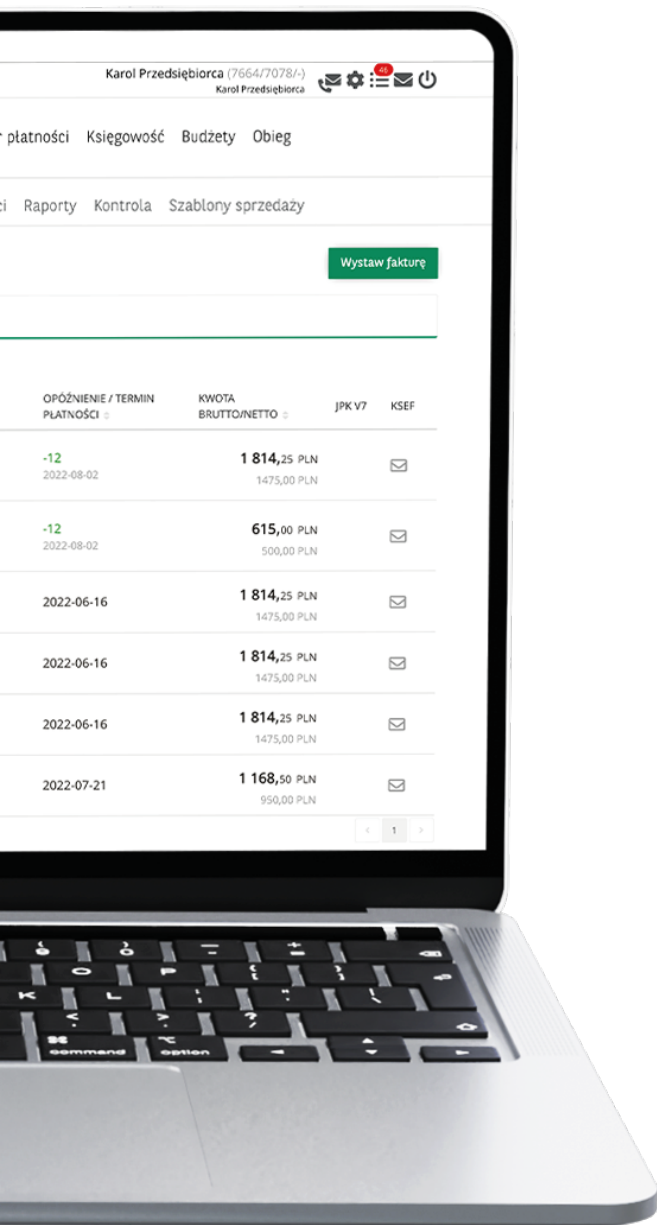 Karol Przedsiębiorca (7664/7078/-)
Karol Przedsiębiorca
46
płatności Księgowość Budżety Obieg
Raporty Kontrola Szablony sprzedaży
Wystaw fakturę
OPÓŹNIENIE / TERMIN
PŁATNOŚCI
KWOTA
BRUTTO/NETTO
JPK V7 KSEF
-12 1 814,25 PLN
2022-08-02 1475,00 PLN
-12 615,00 PLN
2022-08-02 500,00 PLN
2022-06-16 1 814,25 PLN
1475,00 PLN
2022-06-16 1 814,25 PLN
1475,00 PLN
2022-06-16 1 814,25 PLN
1475,00 PLN
2022-07-21 1 168,50 PLN
950,00 PLN
< 1 >
O P { }
K L : ; " '
< > ?
command option